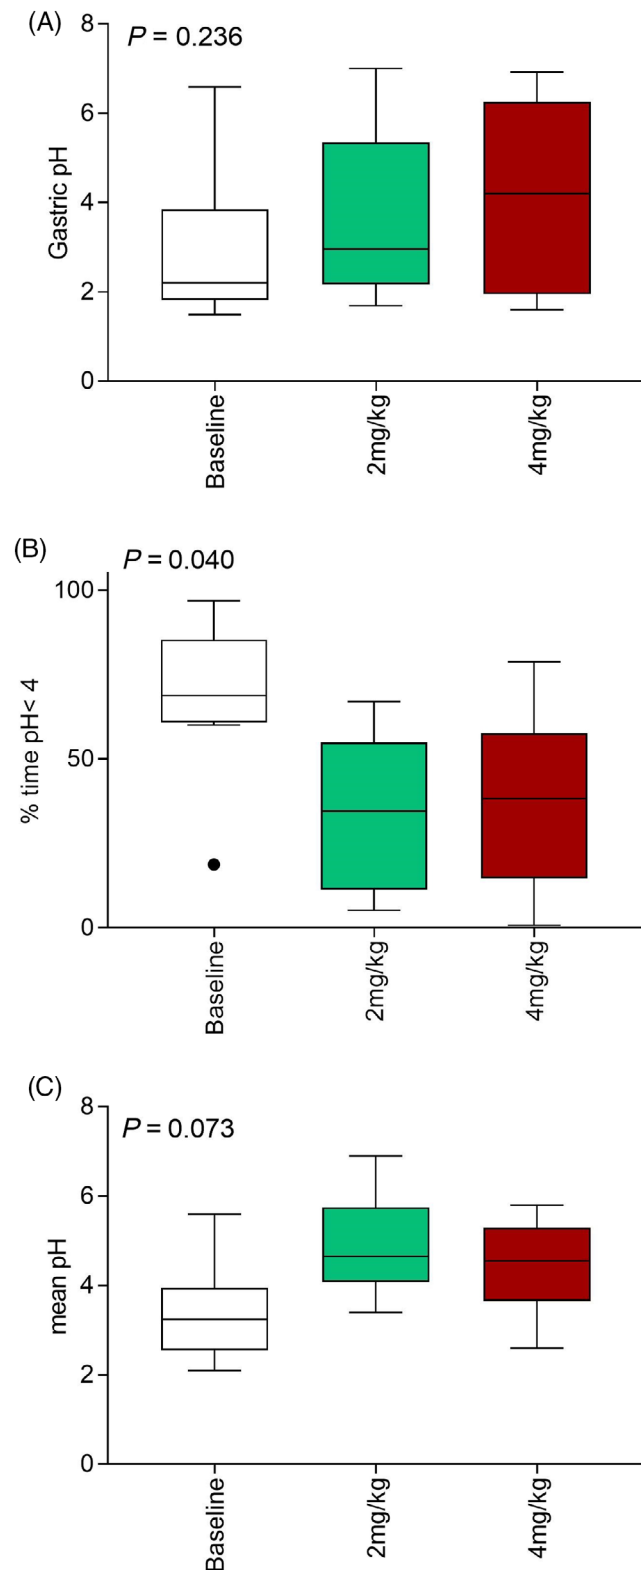 (A)
P = 0.236
Gastric pH
8
6
4
2
0
Baseline
2mg/kg
4mg/kg
(B)
P = 0.040
% time pH< 4
100
50
0
Baseline
2mg/kg
4mg/kg
(C)
P = 0.073
mean pH
8
6
4
2
0
Baseline
2mg/kg
4mg/kg